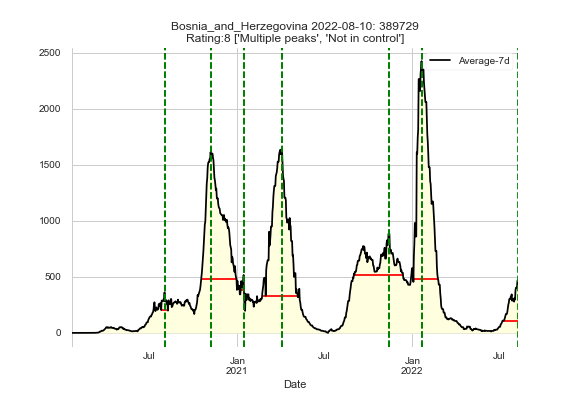 Bosnia_and_Herzegovina 2022-08-10: 389729
Rating:8 ['Multiple peaks', 'Not in control']
Average-7d
2500
2000
1500
1000
500
0
Jul
Jan
2021
Jul
Jan
2022
Jul
Date